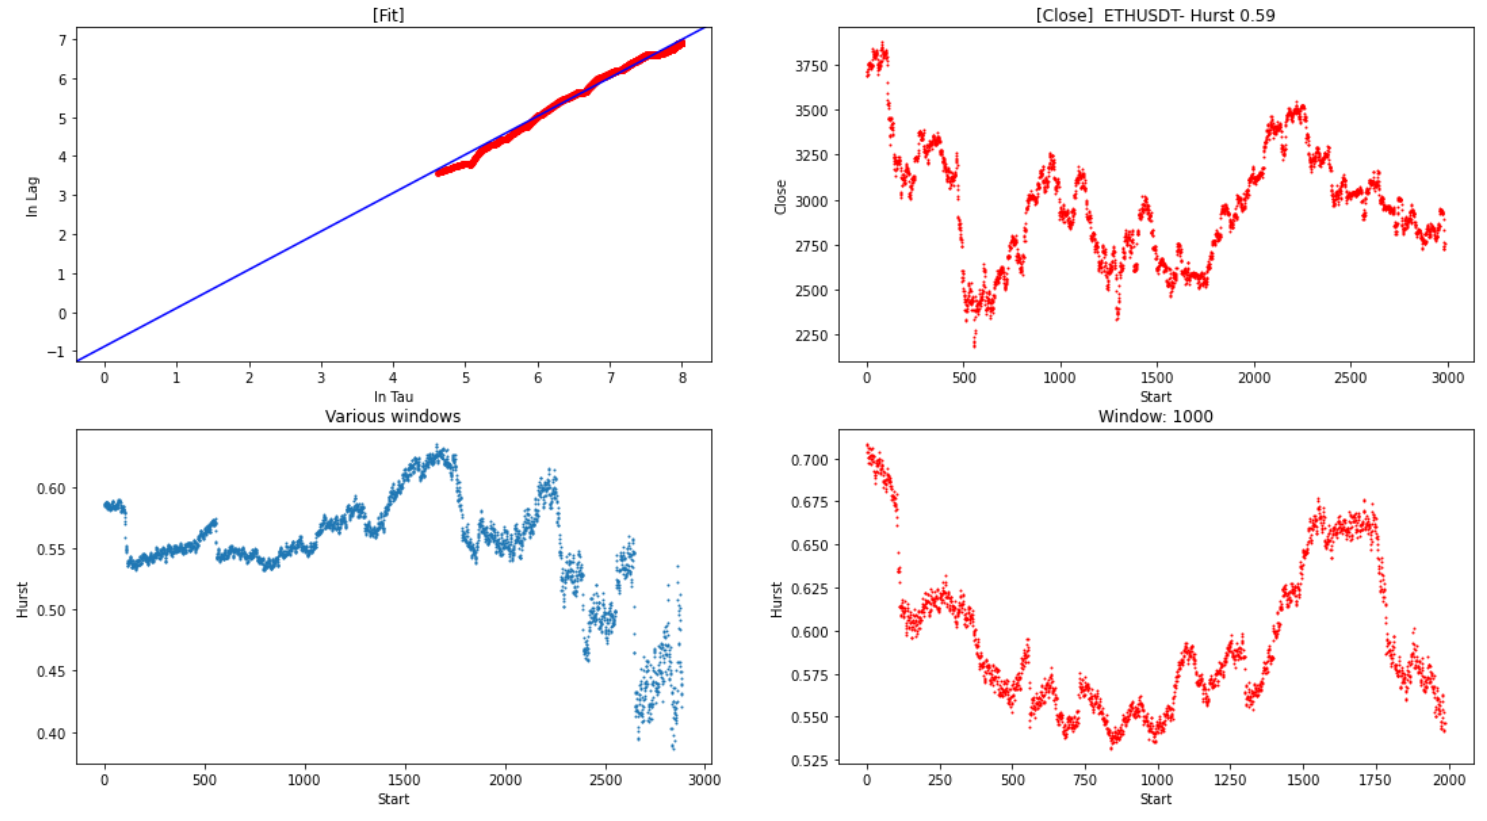 [Fit]
7
6
5
4
3
2
1
0
−1
ln Lag
0 1 2 3 4 5 6 7 8
ln Tau
[Close] ETHUSDT- Hurst 0.59
3750
3500
3250
3000
2750
2500
2250
Close
0 500 1000 1500 2000 2500 3000
Start
Various windows
0.60
0.55
0.50
0.45
0.40
Hurst
0 500 1000 1500 2000 2500 3000
Start
Window: 1000
0.700
0.675
0.650
0.625
0.600
0.575
0.550
0.525
Hurst
0 250 500 750 1000 1250 1500 1750 2000
Start